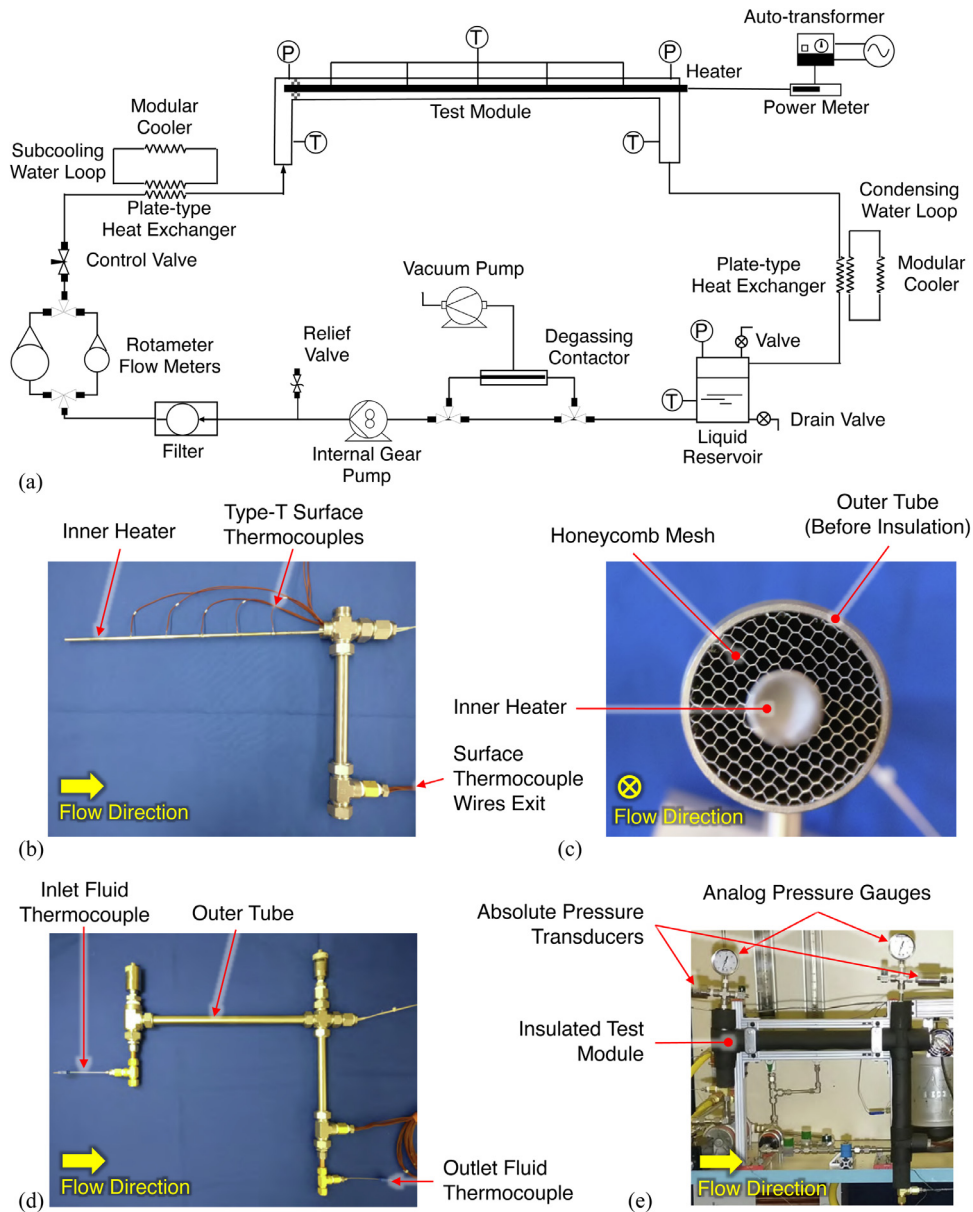 Auto-transformer
P
T
P
Heater
Power Meter
Test Module
Modular
Cooler
Subcooling
Water Loop
T
T
Plate-type
Heat Exchanger
Condensing
Water Loop
Control Valve
Vacuum Pump
Plate-type
Heat Exchanger
Modular
Cooler
Relief
Valve
Degassing
Contactor
P
Valve
Rotameter
Flow Meters
T
Drain Valve
Filter
Internal Gear
Pump
Liquid
Reservoir
(a)
Inner Heater
Type-T Surface
Thermocouples
Surface
Thermocouple
Wires Exit
Flow Direction
(b)
Outer Tube
(Before Insulation)
Honeycomb Mesh
Inner Heater
Flow Direction
(c)
Inlet Fluid
Thermocouple
Outer Tube
Flow Direction
Outlet Fluid
Thermocouple
(d)
Analog Pressure Gauges
Absolute Pressure
Transducers
Insulated Test
Module
Flow Direction
(e)